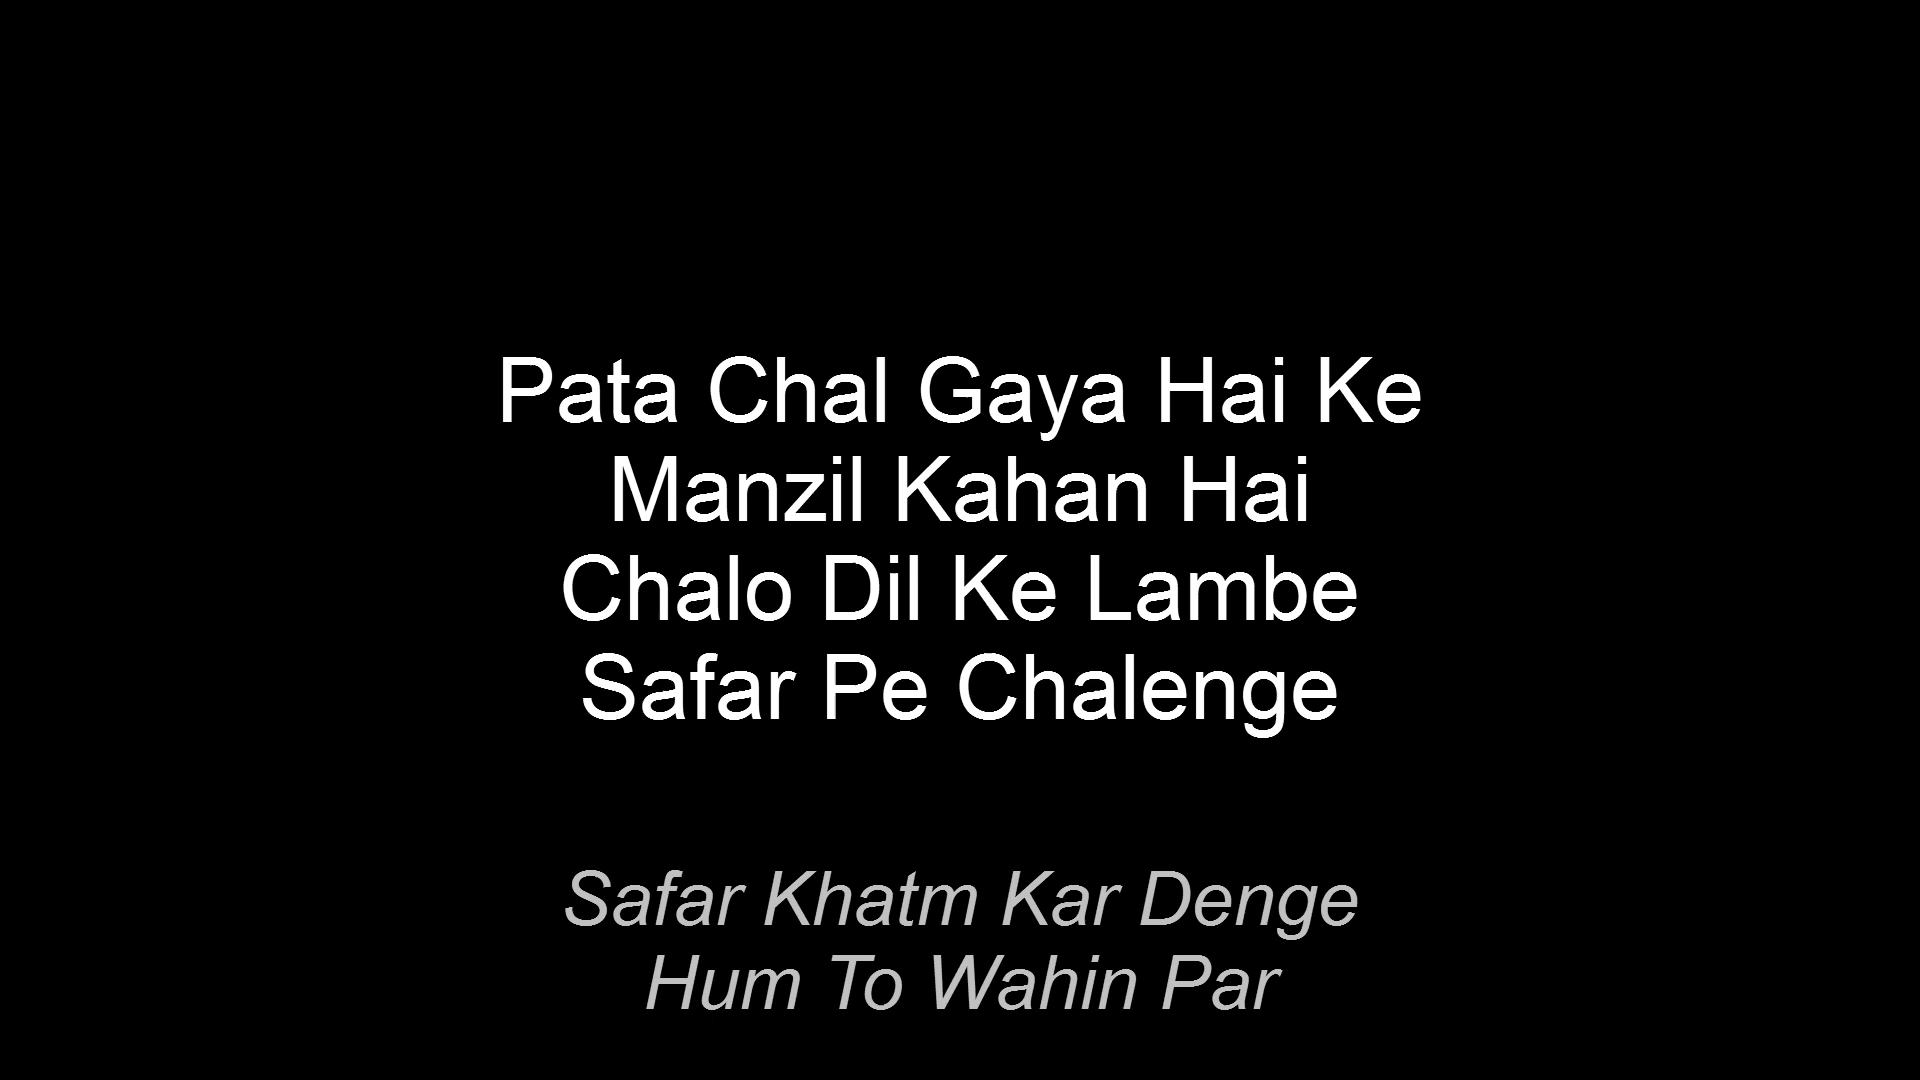 Pata Chal Gaya Hai Ke
Manzil Kahan Hai
Chalo Dil Ke Lambe
Safar Pe Chalenge
Safar Khatm Kar Denge
Hum To Wahin Par